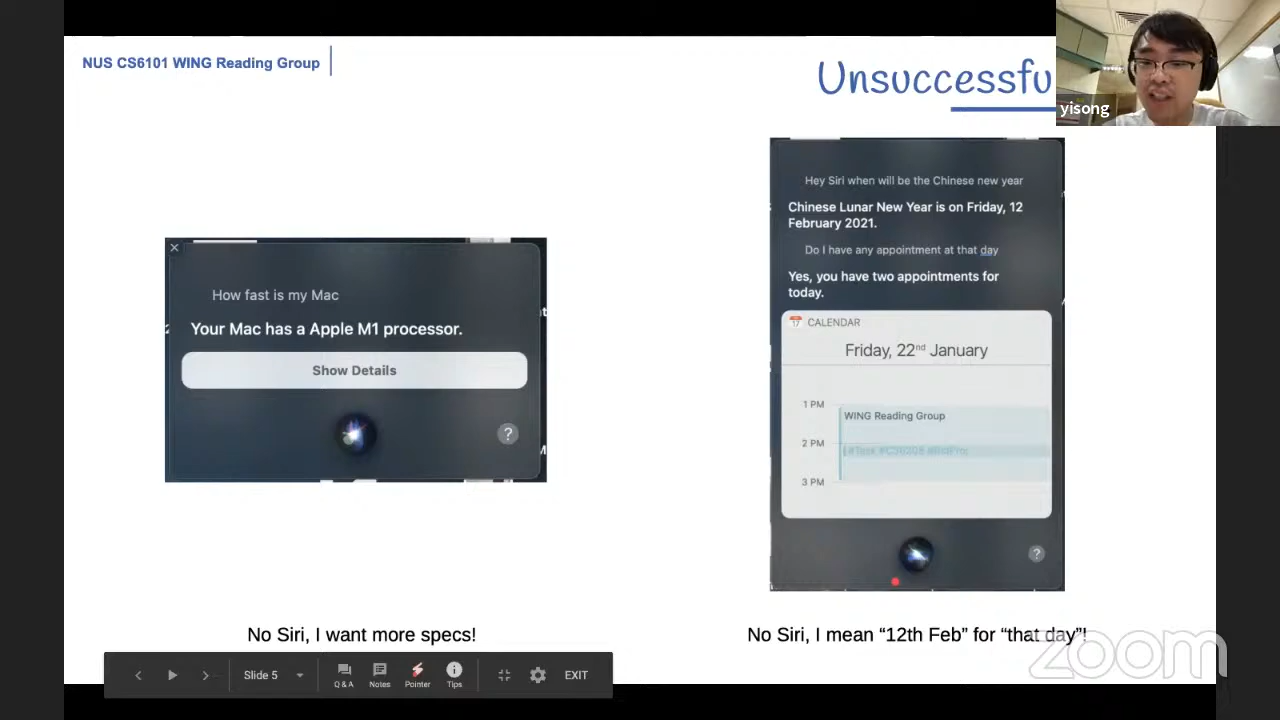 NUS CS6101 WING Reading Group
Unsuccessfu
yisong
How fast is my Mac
Your Mac has a Apple M1 processor.
Show Details
?
Hey Siri when will be the Chinese new year
Chinese Lunar New Year is on Friday, 12
February 2021.
Do I have any appointment at that day
Yes, you have two appointments for
today.
CALENDAR
Friday, 22nd January
1 PM
WING Reading Group
2 PM
3 PM
?
No Siri, I want more specs!
No Siri, I mean “12th Feb” for “that day”!
Slide 5
Q & A
Notes
Pointer
Tips
EXIT
zoom